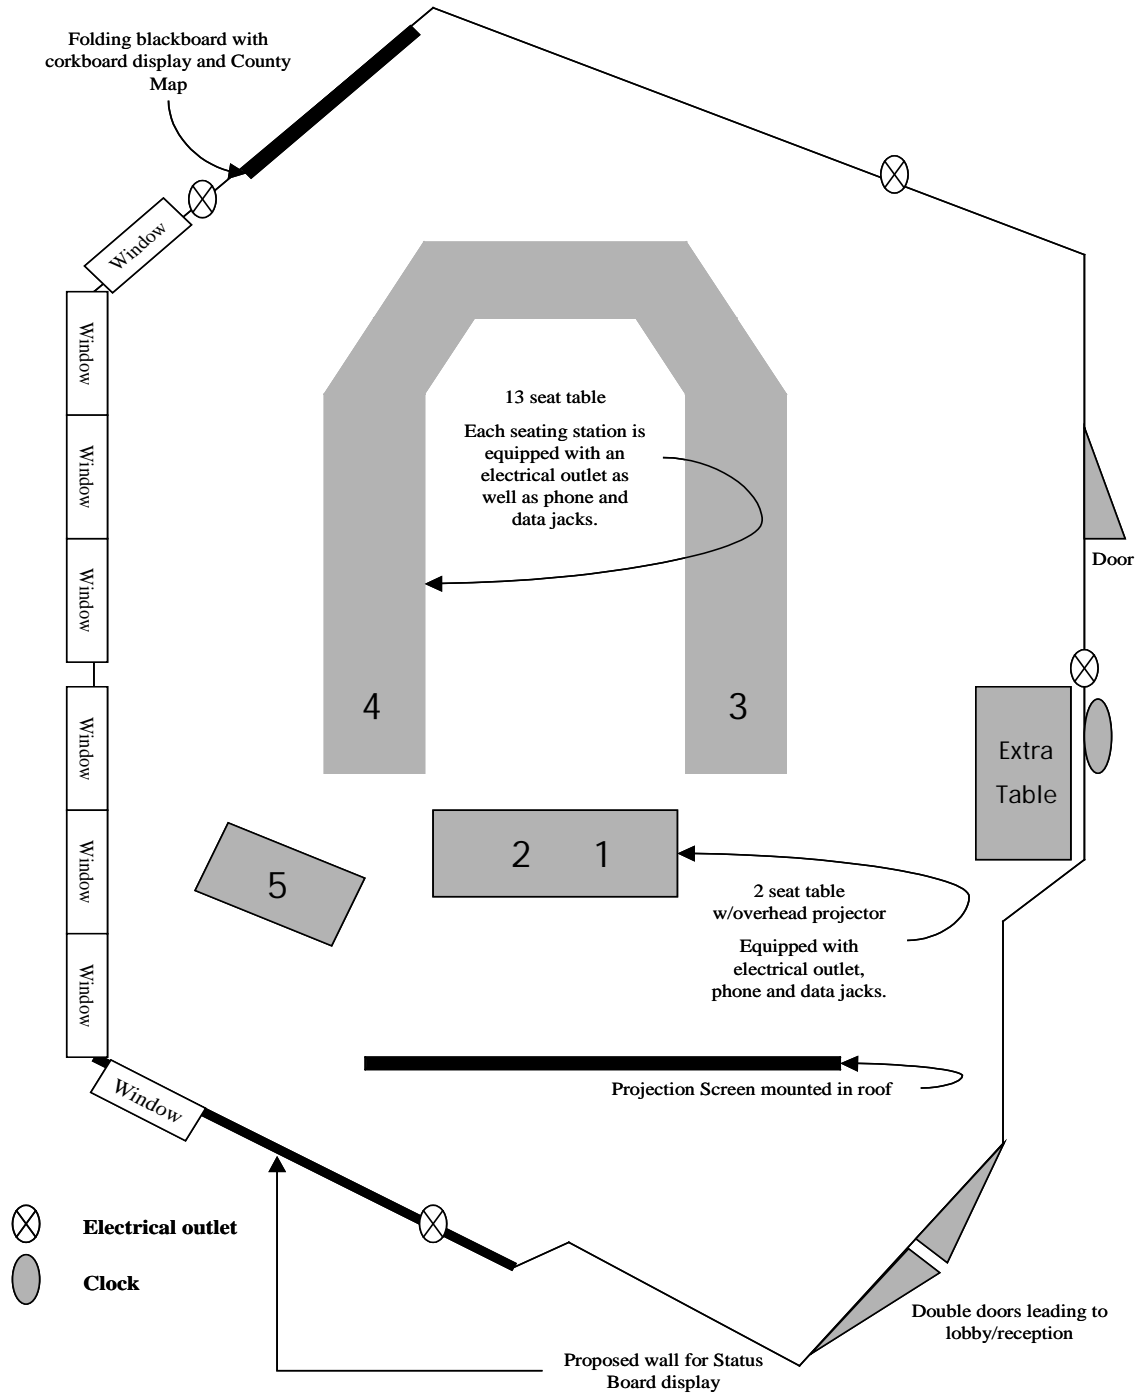 Folding blackboard with
corkboard display and County
Map
Window
Window
Window
Window
13 seat table
Each seating station is
equipped with an
electrical outlet as
well as phone and
data jacks.
Door
4
3
Window
Window
Window
Extra
Table
2 1
5
2 seat table
w/overhead projector
Equipped with
electrical outlet,
phone and data jacks.
Window
Projection Screen mounted in roof
Electrical outlet
Clock
Double doors leading to
lobby/reception
Proposed wall for Status
Board display